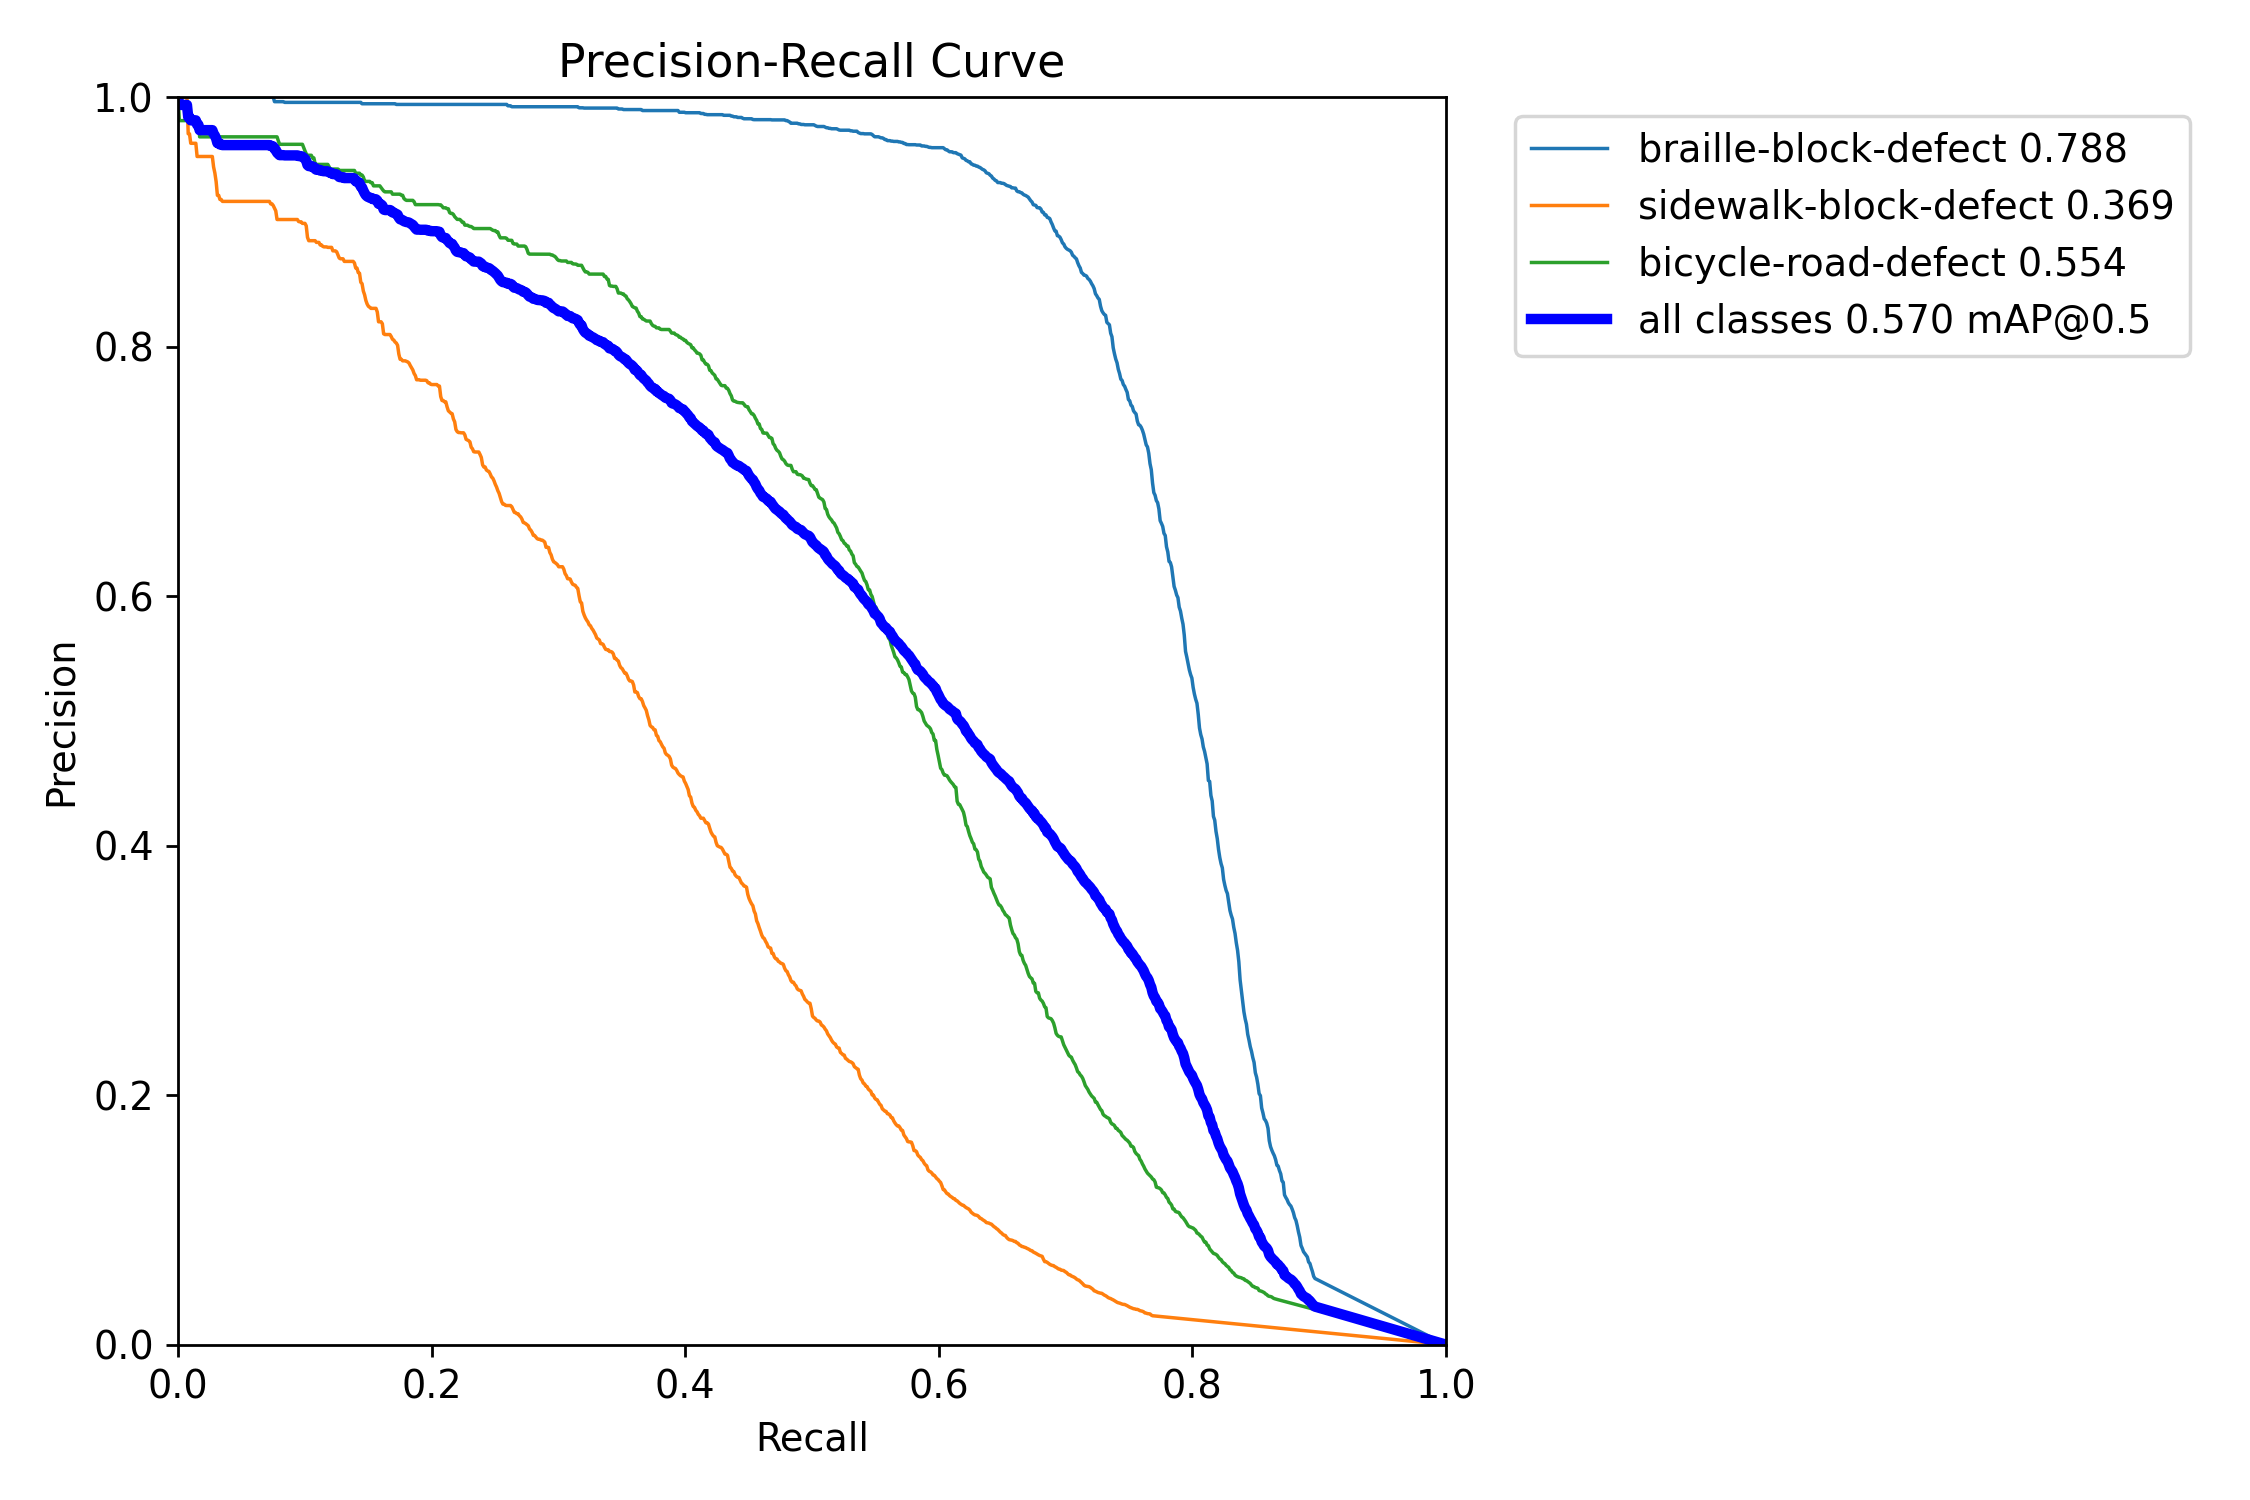 Precision-Recall Curve
1.0
0.8
0.6
0.4
0.2
0.0
Precision
0.0 0.2 0.4 0.6 0.8 1.0
Recall
braille-block-defect 0.788
sidewalk-block-defect 0.369
bicycle-road-defect 0.554
all classes 0.570 mAP@0.5